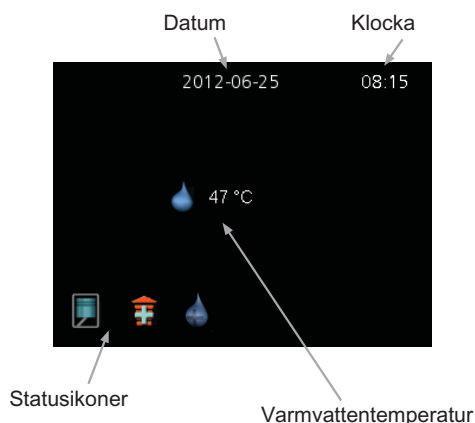 Datum Klocka
2012-06-25 08:15
47 °C
Statusikoner
Varmvattentemperatur